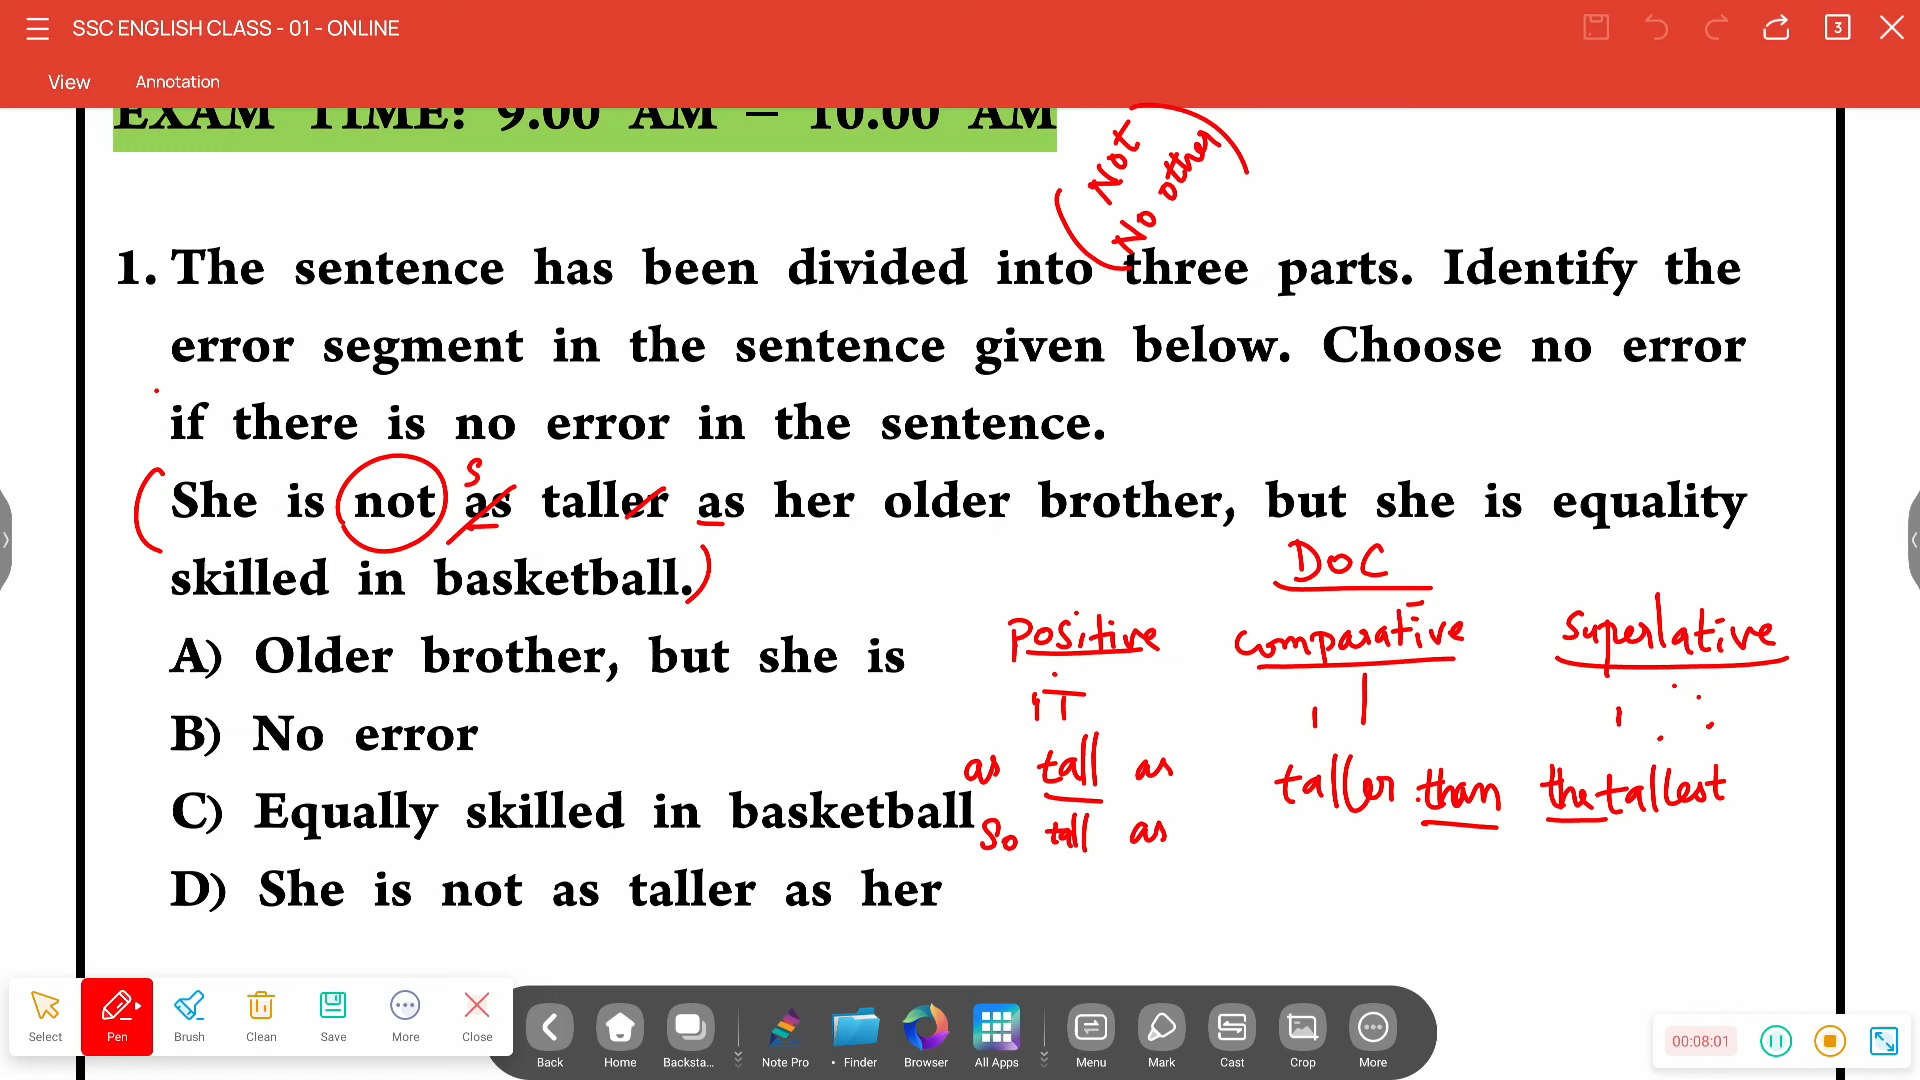 SSC ENGLISH CLASS - 01 - ONLINE
3
View
Annotation
EXAM TIME: 9.00 AM – 10.00 AM
Not
No other
1. The sentence has been divided into three parts. Identify the
error segment in the sentence given below. Choose no error
if there is no error in the sentence.
s
She is not as taller as her older brother, but she is equality
skilled in basketball.
DOC
Positive
Comparative
Superlative
A) Older brother, but she is
B) No error
as tall as
taller than
the tallest
C) Equally skilled in basketball
So tall as
D) She is not as taller as her
Select
Pen
Brush
Clean
Save
More
Close
Back
Home
Backsta...
Note Pro
Finder
Browser
All Apps
Menu
Mark
Cast
Crop
More
00:08:01